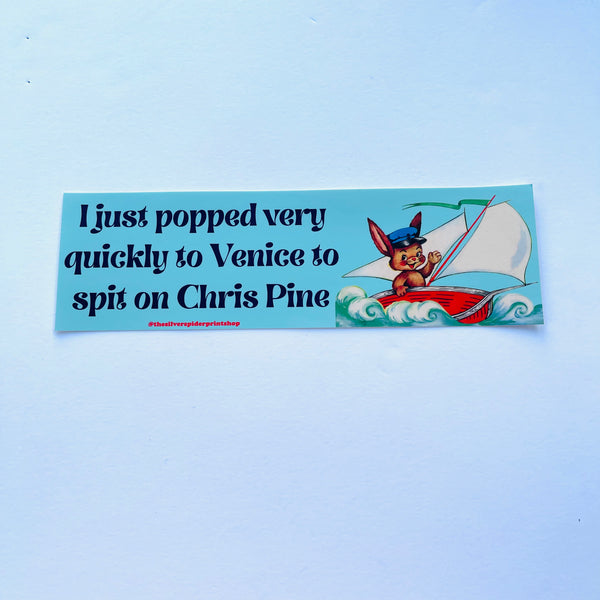 I just popped very
quickly to Venice to
spit on Chris Pine
@thesilverspiderprintshop